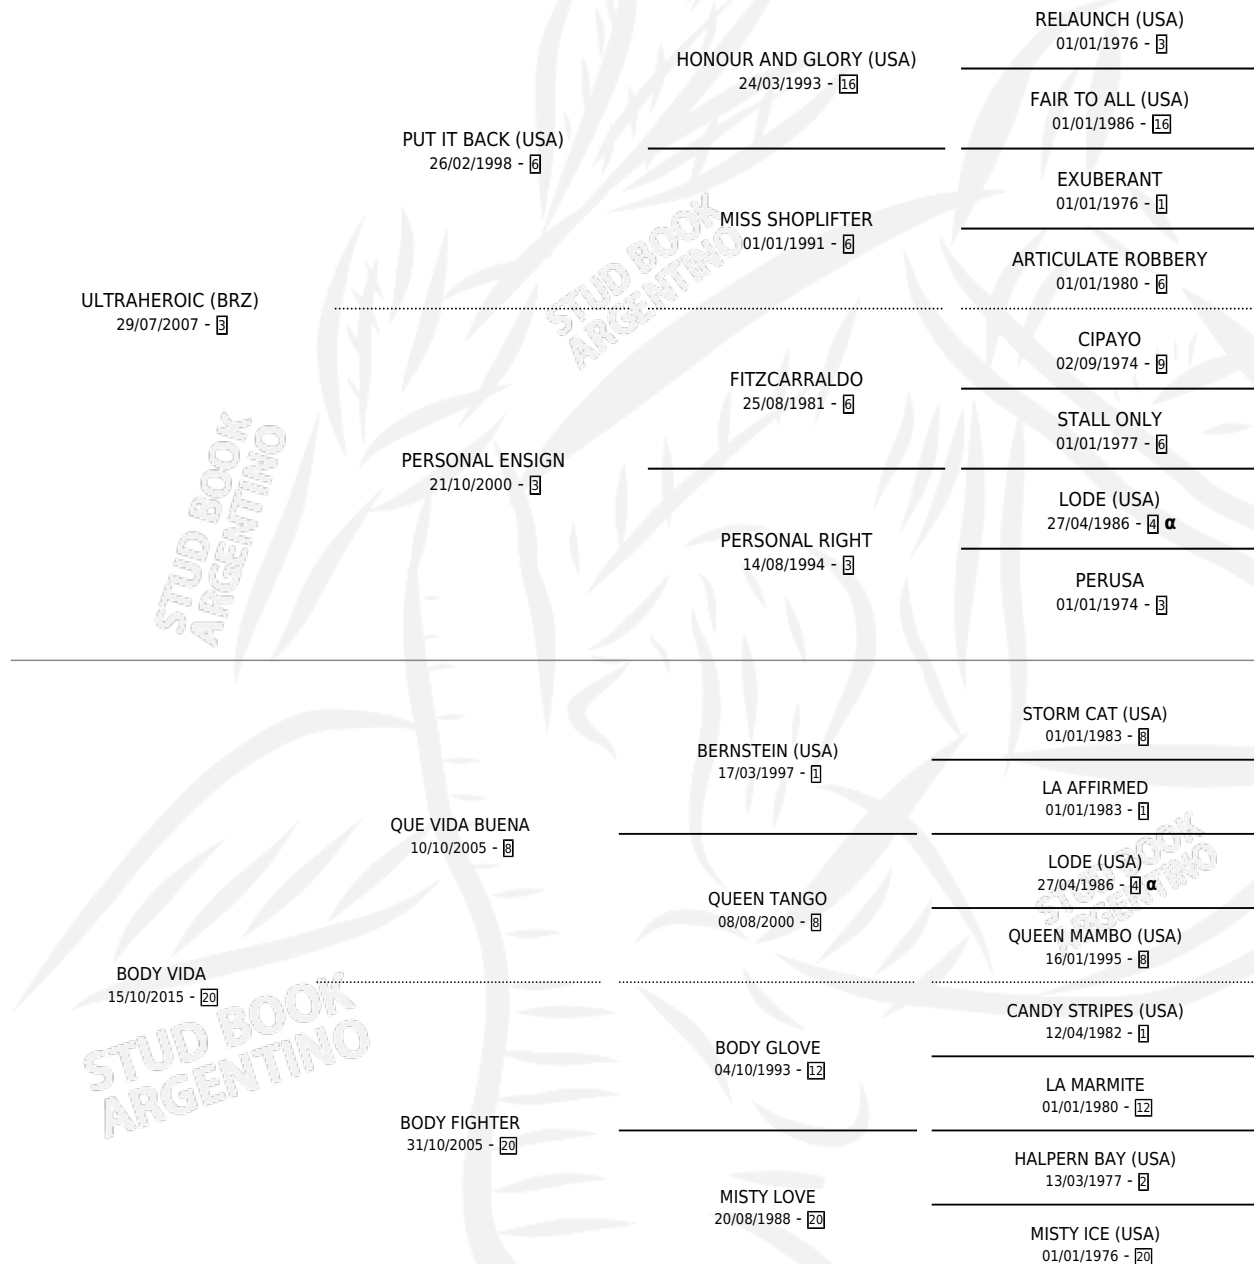 RELAUNCH (USA)
01/01/1976 - 3
HONOUR AND GLORY (USA)
24/03/1993 - 16
FAIR TO ALL (USA)
01/01/1986 - 16
PUT IT BACK (USA)
26/02/1998 - 6
EXUBERANT
01/01/1976 - 1
MISS SHOPLIFTER
01/01/1991 - 6
ARTICULATE ROBBERY
01/01/1980 - 6
ULTRAHEROIC (BRZ)
29/07/2007 - 3
CIPAYO
02/09/1974 - 9
FITZCARRALDO
25/08/1981 - 6
STALL ONLY
01/01/1977 - 6
PERSONAL ENSIGN
21/10/2000 - 3
LODE (USA)
27/04/1986 - 4 α
PERSONAL RIGHT
14/08/1994 - 3
PERUSA
01/01/1974 - 3
STORM CAT (USA)
01/01/1983 - 8
BERNSTEIN (USA)
17/03/1997 - 1
LA AFFIRMED
01/01/1983 - 1
QUE VIDA BUENA
10/10/2005 - 8
LODE (USA)
27/04/1986 - 4 α
QUEEN TANGO
08/08/2000 - 8
QUEEN MAMBO (USA)
16/01/1995 - 8
BODY VIDA
15/10/2015 - 20
CANDY STRIPES (USA)
12/04/1982 - 1
BODY GLOVE
04/10/1993 - 12
LA MARMITE
01/01/1980 - 12
BODY FIGHTER
31/10/2005 - 20
HALPERN BAY (USA)
13/03/1977 - 2
MISTY LOVE
20/08/1988 - 20
MISTY ICE (USA)
01/01/1976 - 20
STUD BOOK
ARGENTINO
STUD BOOK
ARGENTINO
STUD BOOK
ARGENTINO
STUD BOOK
ARGENTINO